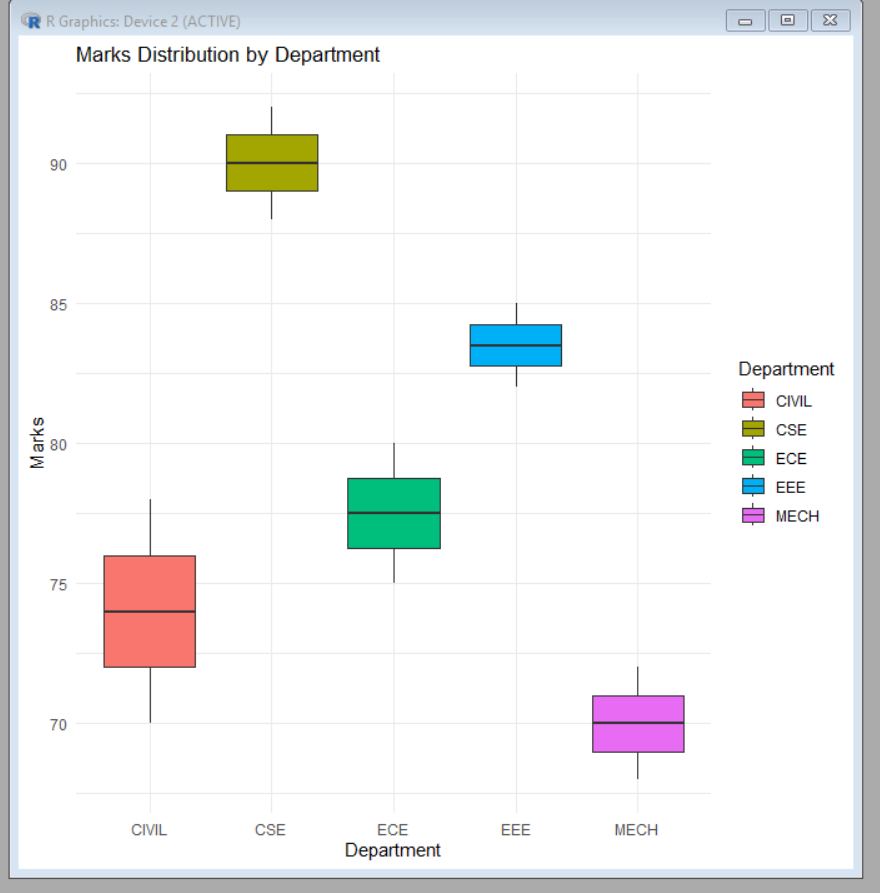 R Graphics: Device 2 (ACTIVE)
Marks Distribution by Department
90
85
80
75
70
Marks
CIVIL CSE ECE EEE MECH
Department
Department
CIVIL
CSE
ECE
EEE
MECH